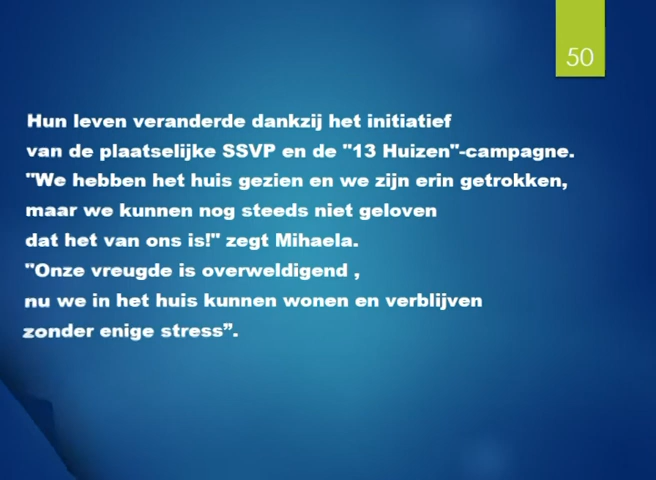 50
Hun leven veranderde dankzij het initiatief
van de plaatselijke SSVP en de "13 Huizen"-campagne.
"We hebben het huis gezien en we zijn erin getrokken,
maar we kunnen nog steeds niet geloven
dat het van ons is!" zegt Mihaela.
"Onze vreugde is overweldigend ,
nu we in het huis kunnen wonen en verblijven
zonder enige stress”.